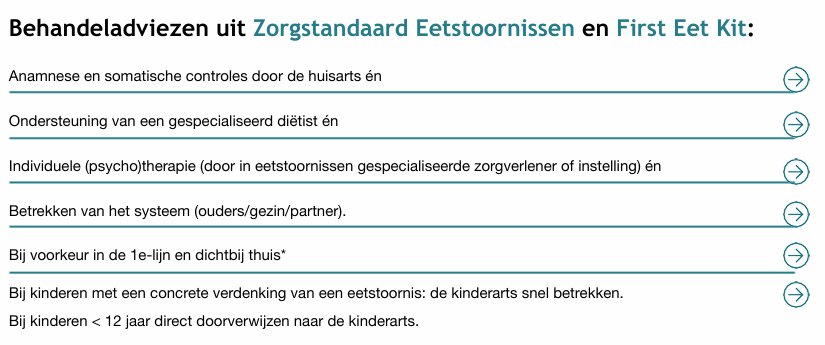 Behandeladviezen uit Zorgstandaard Eetstoornissen en First Eet Kit:
Anamnese en somatische controles door de huisarts én
Ondersteuning van een gespecialiseerd diëtist én
Individuele (psycho)therapie (door in eetstoornissen gespecialiseerde zorgverlener of instelling) én
Betrekken van het systeem (ouders/gezin/partner).
Bij voorkeur in de 1e-lijn en dichtbij thuis*
Bij kinderen met een concrete verdenking van een eetstoornis: de kinderarts snel betrekken.
Bij kinderen < 12 jaar direct doorverwijzen naar de kinderarts.